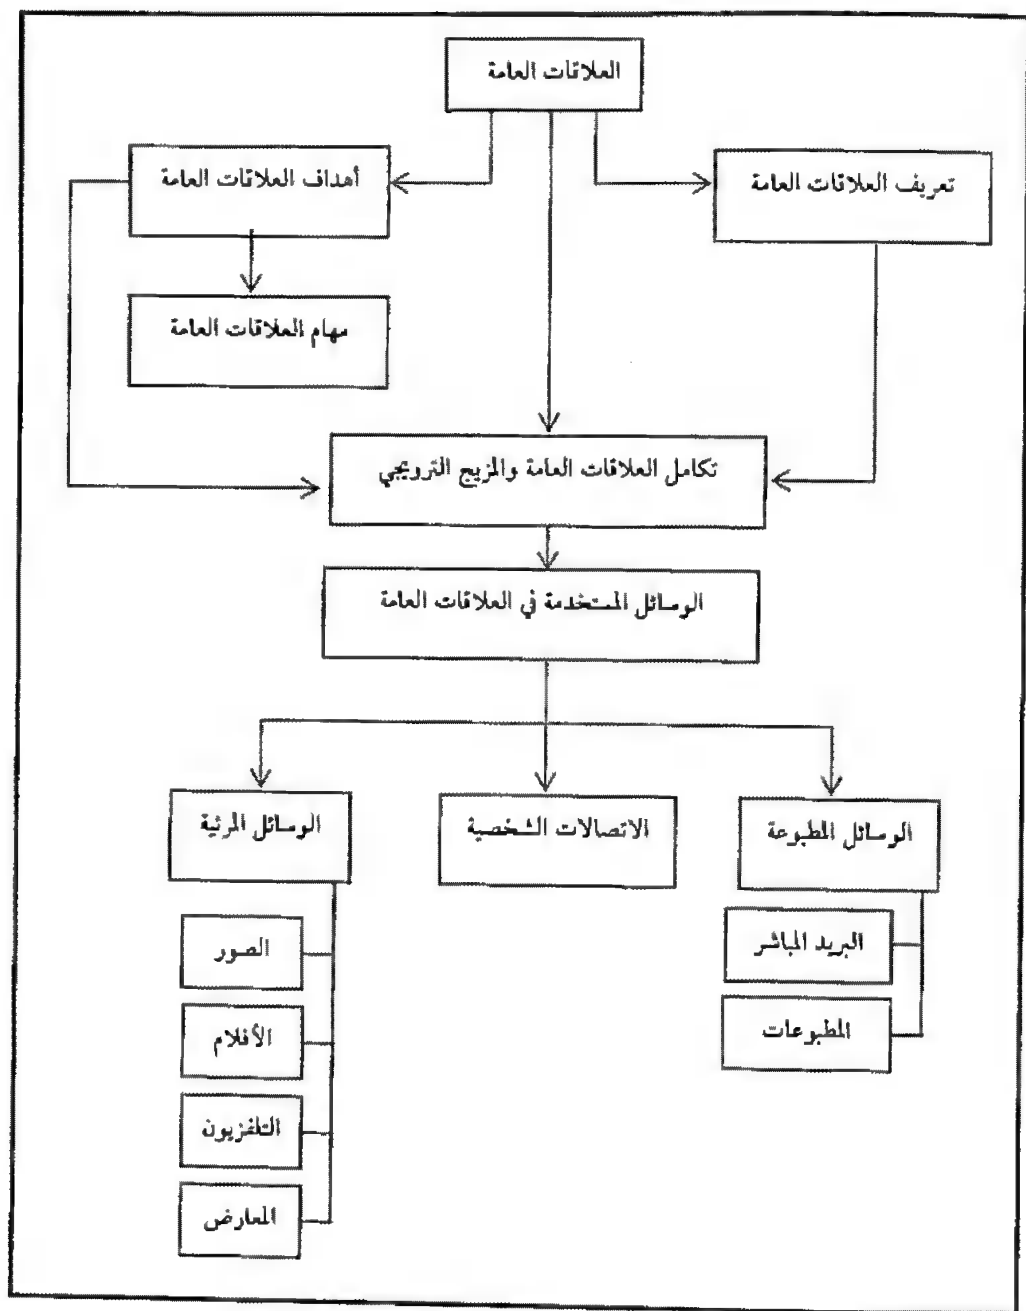 العلاقات العامة
تعريف العلاقات العامة
أهداف العلاقات العامة
مهام العلاقات العامة
تكامل العلاقات العامة والمزيج الترويجي
الوسائل المستخدمة في العلاقات العامة
الوسائل المطبوعة
الاتصالات الشخصية
الوسائل المرئية
البريد المباشر
المطبوعات
الصور
الأفلام
التلفزيون
المعارض